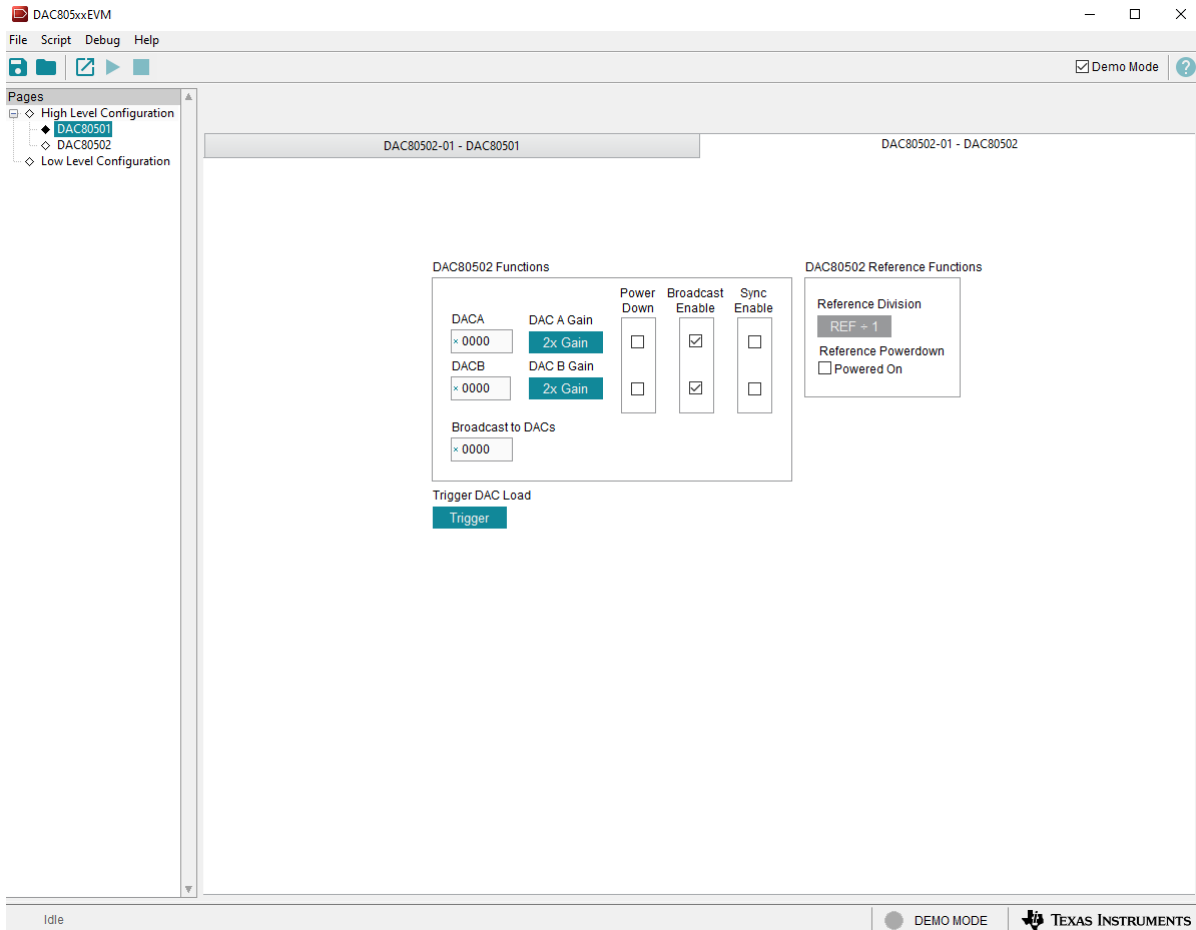 DAC805xxEVM
File Script Debug Help
Demo Mode ?
Pages
High Level Configuration
DAC80501
DAC80502
Low Level Configuration
DAC80502-01 - DAC80501
DAC80502-01 - DAC80502
DAC80502 Functions
Power Down
Broadcast Enable
Sync Enable
DACA
DAC A Gain
× 0000
2x Gain
DACB
DAC B Gain
× 0000
2x Gain
Broadcast to DACs
× 0000
Trigger DAC Load
Trigger
DAC80502 Reference Functions
Reference Division
REF ÷ 1
Reference Powerdown
Powered On
Idle
DEMO MODE
TEXAS INSTRUMENTS